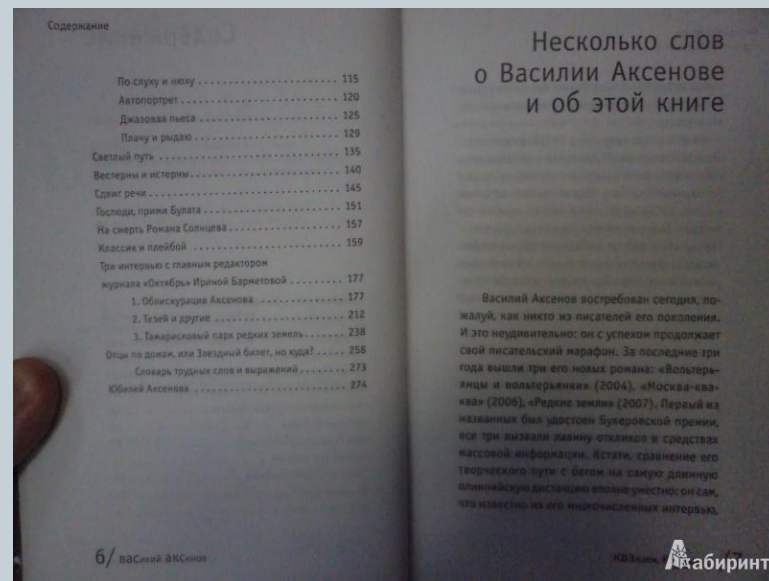 Содержание
По слуху и нюху . . . . . . . . . . . . . . . . . . . . . 115
Автопортрет . . . . . . . . . . . . . . . . . . . . . . . . 120
Джазовая пьеса . . . . . . . . . . . . . . . . . . . . . 125
Плачу и рыдаю . . . . . . . . . . . . . . . . . . . . . . 129
Светлый путь . . . . . . . . . . . . . . . . . . . . . . . . 135
Вестерны и истерны . . . . . . . . . . . . . . . . . . . 140
Сдвиг речи . . . . . . . . . . . . . . . . . . . . . . . . . . 145
Господи, прими Булата . . . . . . . . . . . . . . . . . 151
На смерть Романа Солнцева . . . . . . . . . . . . . . 157
Классик и плейбой . . . . . . . . . . . . . . . . . . . . 159
Три интервью с главным редактором
журнала «Октябрь» Ириной Барметовой . . . . 177
1. Облискурация Аксенова . . . . . . . . . . . . . 177
2. Тезей и другие . . . . . . . . . . . . . . . . . . . . 212
3. Тамарисковый парк редких земель . . . . . . 238
Отцы по домам, или Звездный билет, но куда? . . . . . 258
Словарь трудных слов и выражений . . . . . . 273
Юбилей Аксенова . . . . . . . . . . . . . . . . . . . . . 274
6/ ваСилий аКСенов
Несколько слов
о Василии Аксенове
и об этой книге
Василий Аксенов востребован сегодня, по-
жалуй, как никто из писателей его поколения.
И это неудивительно: он с успехом продолжает
свой писательский марафон. За последние три
года вышли три его новых романа: «Вольтерь-
янцы и вольтерьянки» (2004), «Москва-ква-
ква» (2006), «Редкие земли» (2007). Первый из
названных был удостоен Букеровской премии,
все три вызвали лавину откликов в средствах
массовой информации. Кстати, сравнение его
творческого пути с бегом на самую длинную
олимпийскую дистанцию вполне уместно: он сам,
что известно из его многочисленных интервью,
Лабиринт